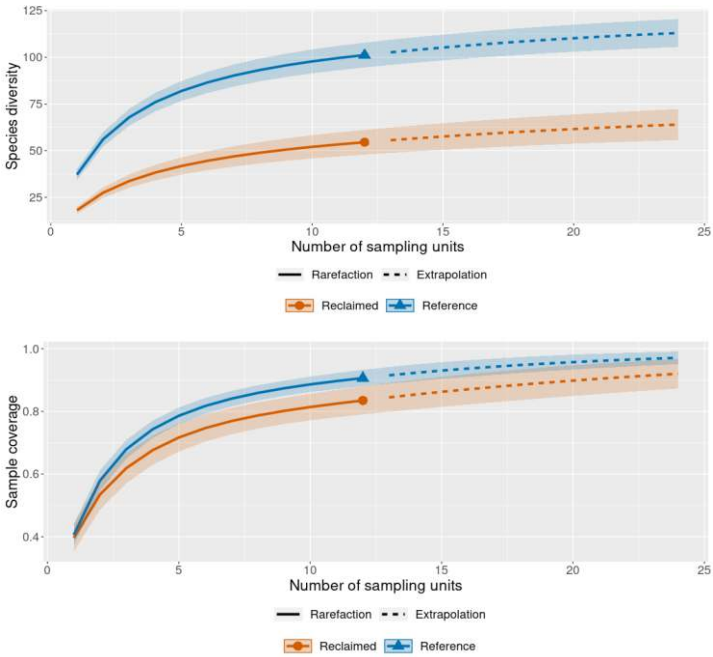 125
100
75
50
25
Species diversity
0 5 10 15 20 25
Number of sampling units
Rarefaction Extrapolation
Reclaimed Reference
1.0
0.8
0.6
0.4
Sample coverage
0 5 10 15 20 25
Number of sampling units
Rarefaction Extrapolation
Reclaimed Reference